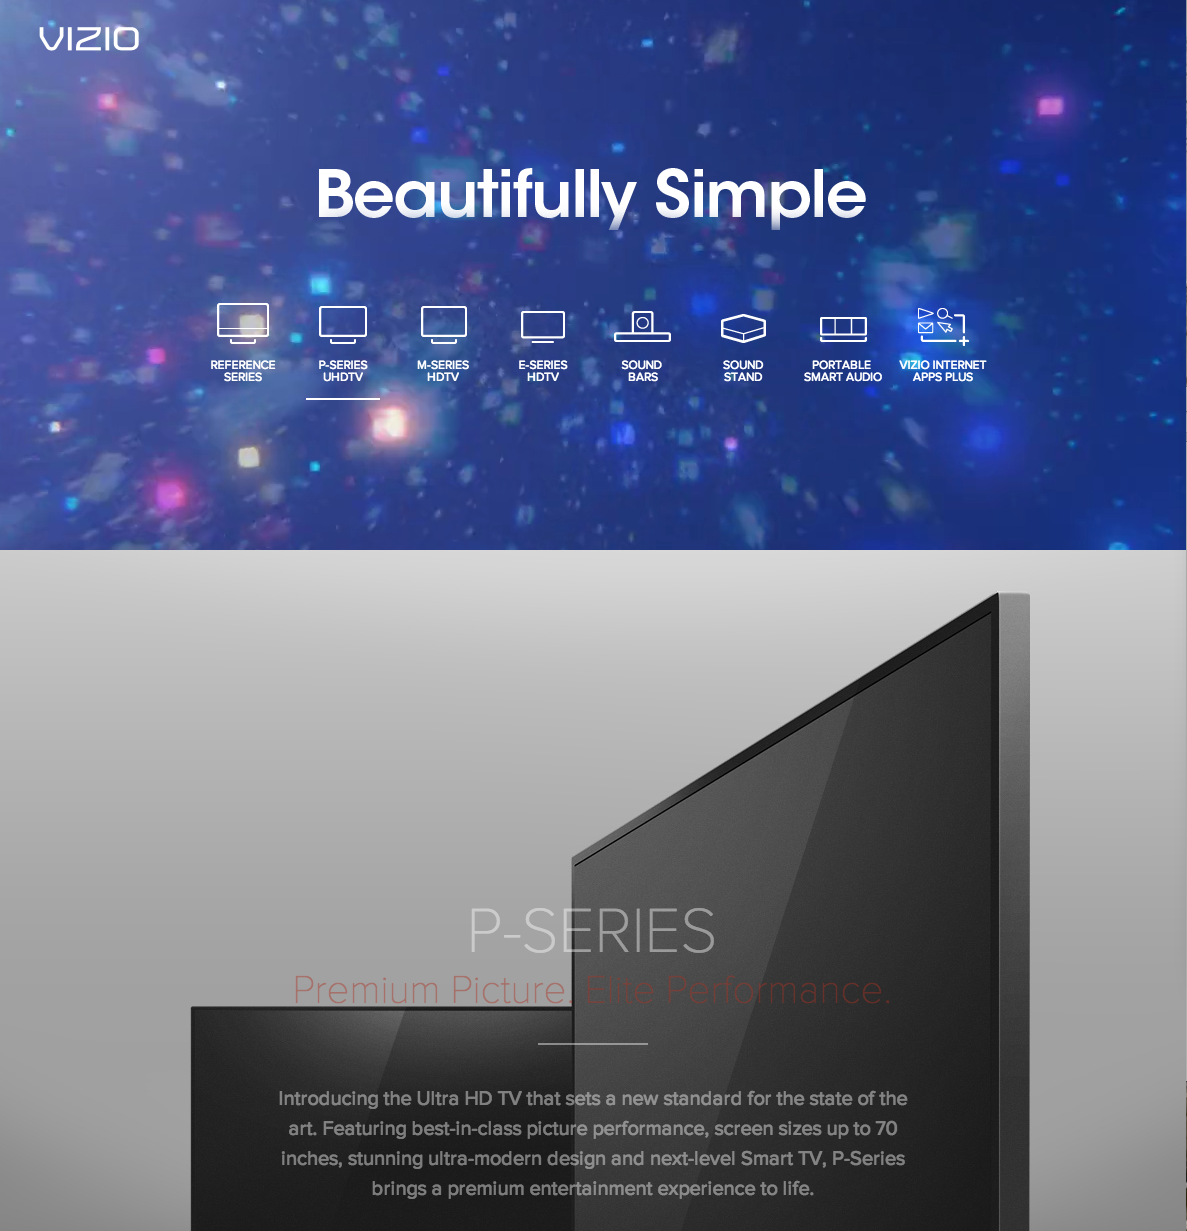 VIZIO
Beautifully Simple
REFERENCE
SERIES
P-SERIES
UHDTV
M-SERIES
HDTV
E-SERIES
HDTV
SOUND
BARS
SOUND
STAND
PORTABLE
SMART AUDIO
VIZIO INTERNET
APPS PLUS
P-SERIES
Premium Picture. Elite Performance.
Introducing the Ultra HD TV that sets a new standard for the state of the
art. Featuring best-in-class picture performance, screen sizes up to 70
inches, stunning ultra-modern design and next-level Smart TV, P-Series
brings a premium entertainment experience to life.